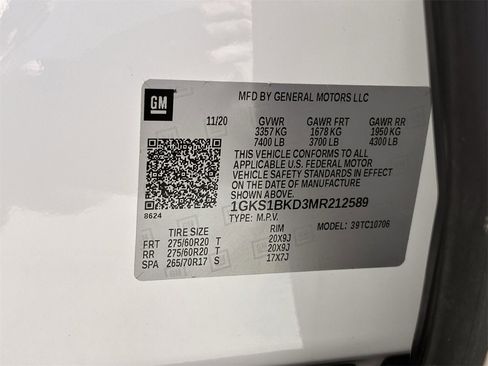 GM
MFD BY GENERAL MOTORS LLC
11/20 GVWR GAWR FRT GAWR RR
3357 KG 1678 KG 1950 KG
7400 LB 3700 LB 4300 LB
THIS VEHICLE CONFORMS TO ALL
APPLICABLE U.S. FEDERAL MOTOR
VEHICLE SAFETY STANDARDS IN EFFECT
ON THE DATE OF MANUFACTURE SHOWN ABOVE.
8624 1GKS1BKD3MR212589
TYPE: M.P.V. MODEL: 39TC10706
TIRE SIZE RIM
FRT 275/60R20 T 20X9J
RR 275/60R20 T 20X9J
SPA 265/70R17 S 17X7J